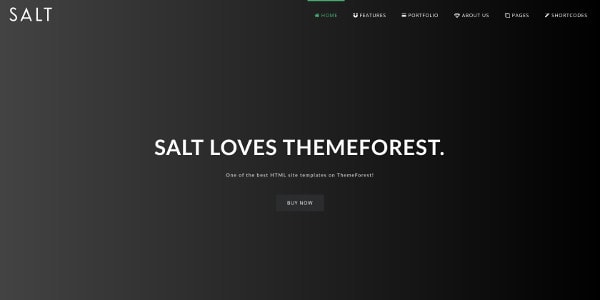 SALT
HOME FEATURES PORTFOLIO ABOUT US PAGES SHORTCODES
SALT LOVES THEMEFOREST.
One of the best HTML site templates on ThemeForest!
BUY NOW